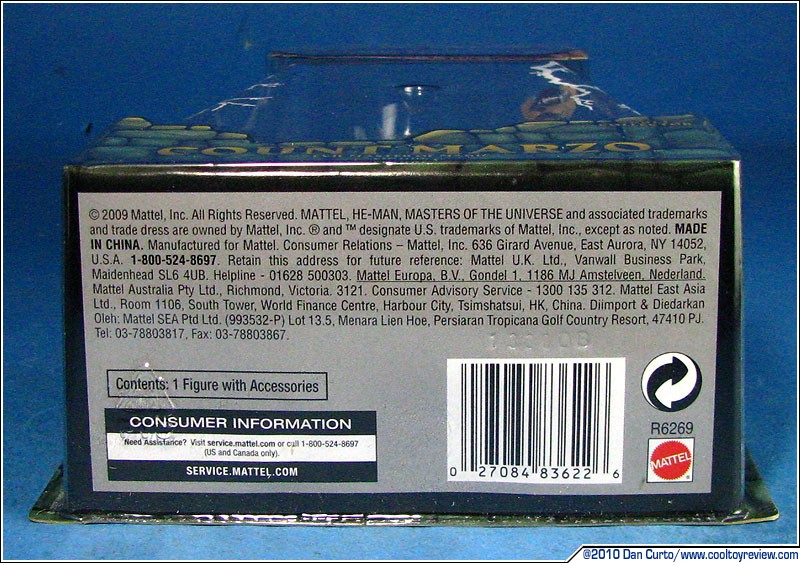 COUNT MARZO
© 2009 Mattel, Inc. All Rights Reserved. MATTEL, HE-MAN, MASTERS OF THE UNIVERSE and associated trademarks
and trade dress are owned by Mattel, Inc. ® and ™ designate U.S. trademarks of Mattel, Inc., except as noted. MADE
IN CHINA. Manufactured for Mattel. Consumer Relations – Mattel, Inc. 636 Girard Avenue, East Aurora, NY 14052,
U.S.A. 1-800-524-8697. Retain this address for future reference: Mattel U.K. Ltd., Vanwall Business Park,
Maidenhead SL6 4UB. Helpline - 01628 500303. Mattel Europa, B.V., Gondel 1, 1186 MJ Amstelveen, Nederland.
Mattel Australia Pty Ltd., Richmond, Victoria. 3121. Consumer Advisory Service - 1300 135 312. Mattel East Asia
Ltd., Room 1106, South Tower, World Finance Centre, Harbour City, Tsimshatsui, HK, China. Diimport & Diedarkan
Oleh: Mattel SEA Ptd Ltd. (993532-P) Lot 13.5, Menara Lien Hoe, Persiaran Tropicana Golf Country Resort, 47410 PJ.
Tel: 03-78803817, Fax: 03-78803867.
Contents: 1 Figure with Accessories
CONSUMER INFORMATION
Need Assistance? Visit service.mattel.com or call 1-800-524-8697
(US and Canada only).
SERVICE.MATTEL.COM
0 27084 83622 6
R6269
MATTEL
®
©2010 Dan Curto/www.cooltoyreview.com